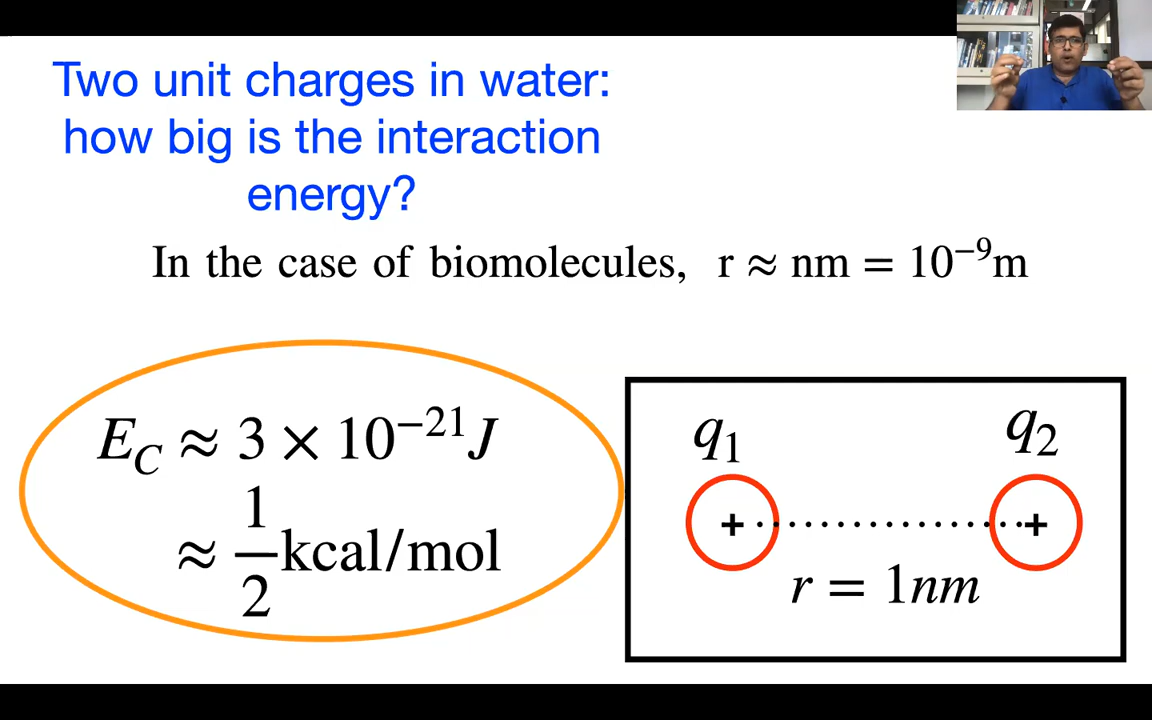 Two unit charges in water:
how big is the interaction
energy?
In the case of biomolecules, r ≈ nm = 10⁻⁹m
E_C ≈ 3 × 10⁻²¹J
≈ 1/2 kcal/mol
q₁ q₂
+ +
r = 1nm